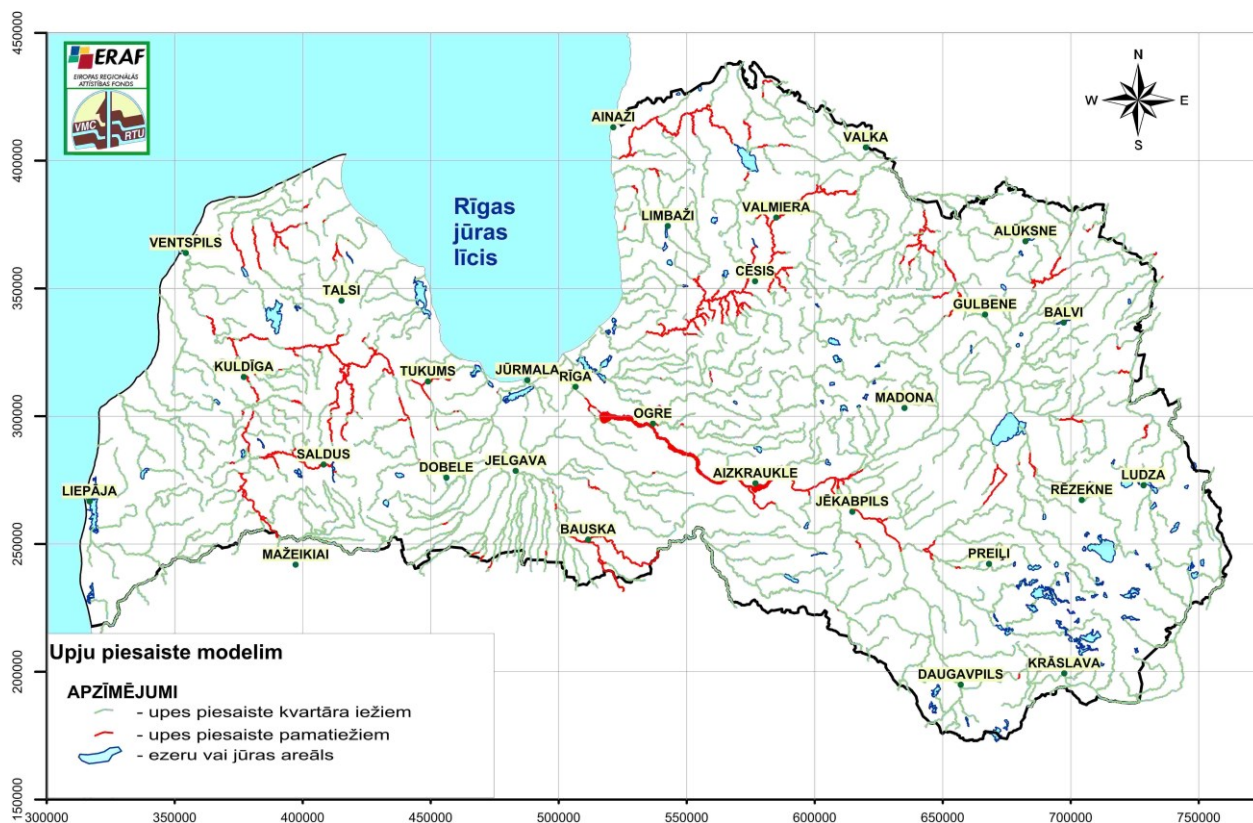 ERAF
EIROPAS REĢIONĀLĀS
ATTĪSTĪBAS FONDS
VMC
RTU
N
W
E
S
450000
400000
350000
300000
250000
200000
150000
AINAŽI
VALKA
Rīgas
jūras
līcis
LIMBAŽI
VALMIERA
VENTSPILS
ALŪKSNE
CĒSIS
TALSI
GULBENE
BALVI
KULDĪGA
TUKUMS
JŪRMALA
RĪGA
MADONA
OGRE
SALDUS
DOBELE
JELGAVA
AIZKRAUKLE
LUDZA
LIEPĀJA
JĒKABPILS
RĒZEKNE
BAUSKA
MAŽEIKIAI
PREIĻI
DAUGAVPILS
KRĀSLAVA
Upju piesaiste modelim
APZĪMĒJUMI
- upes piesaiste kvartāra iežiem
- upes piesaiste pamatiežiem
- ezeru vai jūras areāls
300000 350000 400000 450000 500000 550000 600000 650000 700000 750000